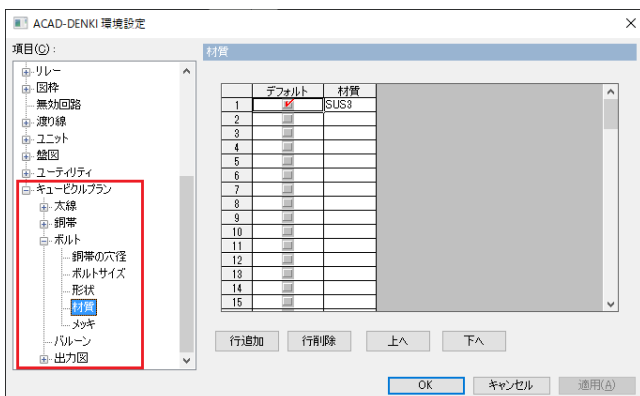 ACAD-DENKI 環境設定
項目(C):
リレー
図枠
無効回路
渡り線
ユニット
盤図
ユーティリティ
キュービクルプラン
太線
銅帯
ボルト
銅帯の穴径
ボルトサイズ
形状
材質
メッキ
バルーン
出力図
材質
デフォルト 材質
1 SUS3
2
3
4
5
6
7
8
9
10
11
12
13
14
15
行追加 行削除 上へ 下へ
OK キャンセル 適用(A)